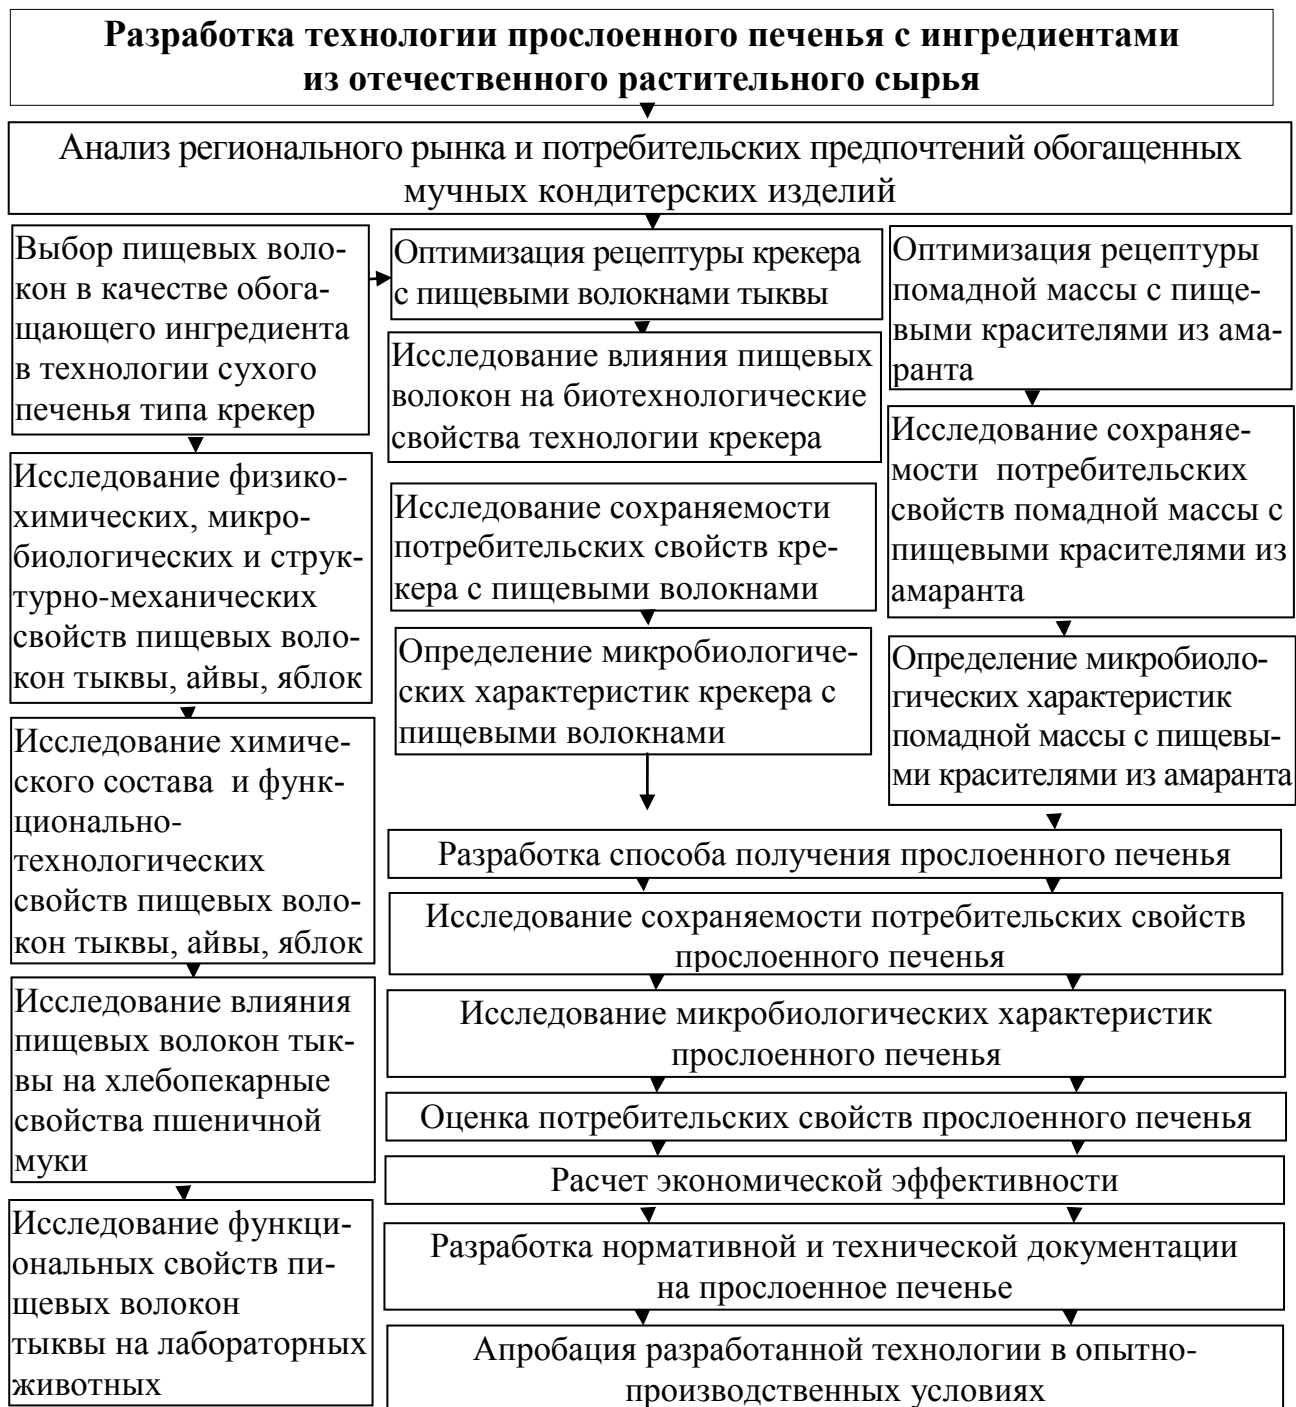 Разработка технологии прослоенного печенья с ингредиентами
из отечественного растительного сырья
Анализ регионального рынка и потребительских предпочтений обогащенных
мучных кондитерских изделий
Выбор пищевых воло-
кон в качестве обога-
щающего ингредиента
в технологии сухого
печенья типа крекер
Исследование физико-
химических, микро-
биологических и струк-
турно-механических
свойств пищевых воло-
кон тыквы, айвы, яблок
Исследование химиче-
ского состава и функ-
ционально-
технологических
свойств пищевых воло-
кон тыквы, айвы, яблок
Исследование влияния
пищевых волокон тык-
вы на хлебопекарные
свойства пшеничной
муки
Исследование функци-
ональных свойств пи-
щевых волокон
тыквы на лабораторных
животных
Оптимизация рецептуры крекера
с пищевыми волокнами тыквы
Исследование влияния пищевых
волокон на биотехнологические
свойства технологии крекера
Исследование сохраняемости
потребительских свойств кре-
кера с пищевыми волокнами
Определение микробиологиче-
ских характеристик крекера с
пищевыми волокнами
Оптимизация рецептуры
помадной массы с пище-
выми красителями из ама-
ранта
Исследование сохраняе-
мости потребительских
свойств помадной массы с
пищевыми красителями из
амаранта
Определение микробиоло-
гических характеристик
помадной массы с пищевы-
ми красителями из амаранта
Разработка способа получения прослоенного печенья
Исследование сохраняемости потребительских свойств
прослоенного печенья
Исследование микробиологических характеристик
прослоенного печенья
Оценка потребительских свойств прослоенного печенья
Расчет экономической эффективности
Разработка нормативной и технической документации
на прослоенное печенье
Апробация разработанной технологии в опытно-
производственных условиях